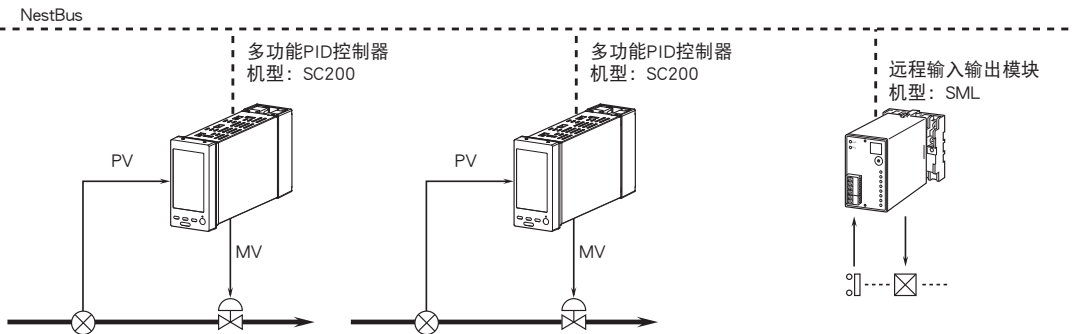 NestBus
多功能PID控制器
机型：SC200
多功能PID控制器
机型：SC200
远程输入输出模块
机型：SML
PV
PV
MV
MV